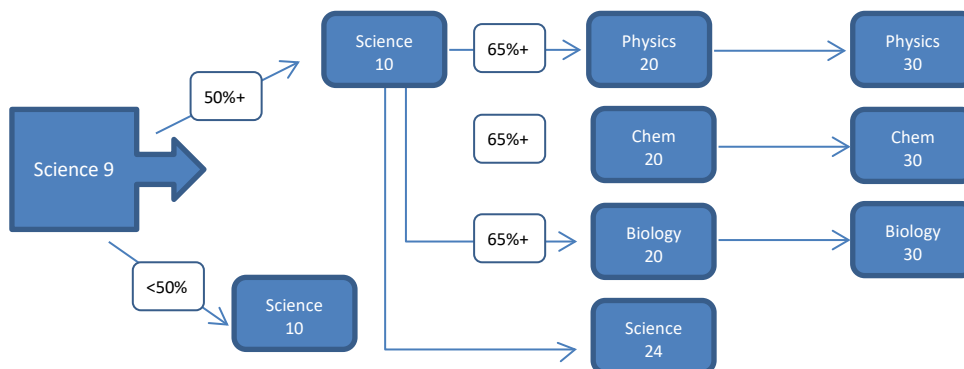 Science
10
65%+
Physics
20
Physics
30
50%+
65%+
Chem
20
Chem
30
Science 9
65%+
Biology
20
Biology
30
<50%
Science
10
Science
24